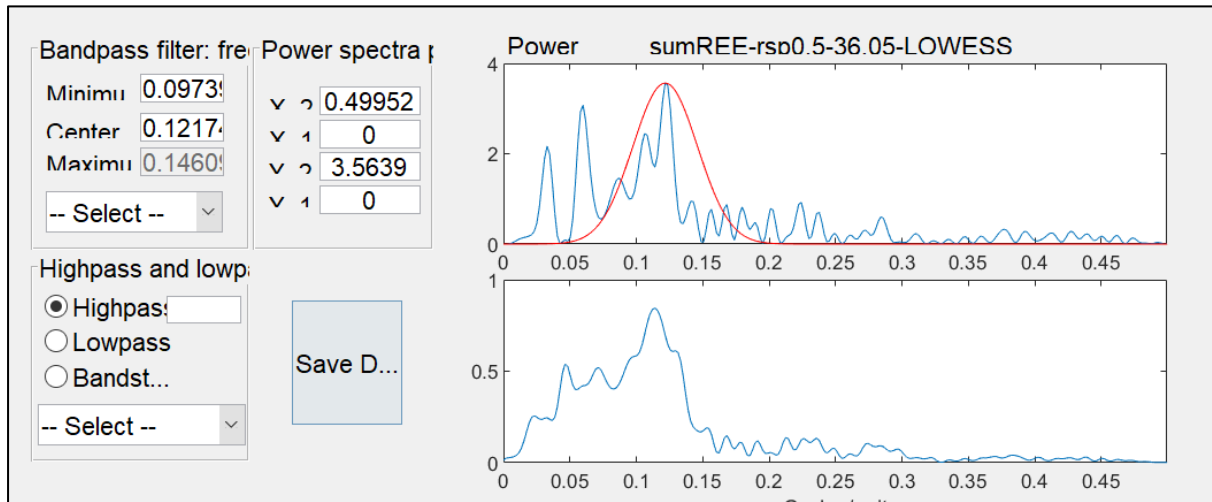 Bandpass filter: fre
Minimu 0.09739
Center 0.12174
Maximu 0.14609
-- Select --
Power spectra p
0.49952
0
3.5639
0
Highpass and lowpa
Highpass
Lowpass
Bandst...
-- Select --
Save D...
Power sumREE-rsp0.5-36.05-LOWESS
4
2
0
0 0.05 0.1 0.15 0.2 0.25 0.3 0.35 0.4 0.45
1
0.5
0
0 0.05 0.1 0.15 0.2 0.25 0.3 0.35 0.4 0.45